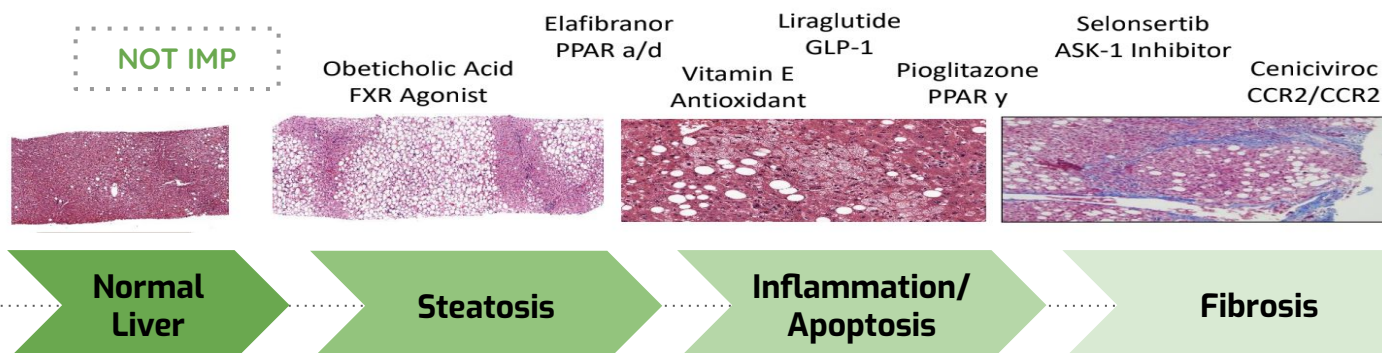 NOT IMP
Obeticholic Acid
FXR Agonist
Elafibranor
PPAR a/d
Vitamin E
Antioxidant
Liraglutide
GLP-1
Pioglitazone
PPAR y
Selonsertib
ASK-1 Inhibitor
Ceniciviroc
CCR2/CCR2
Normal
Liver
Steatosis
Inflammation/
Apoptosis
Fibrosis